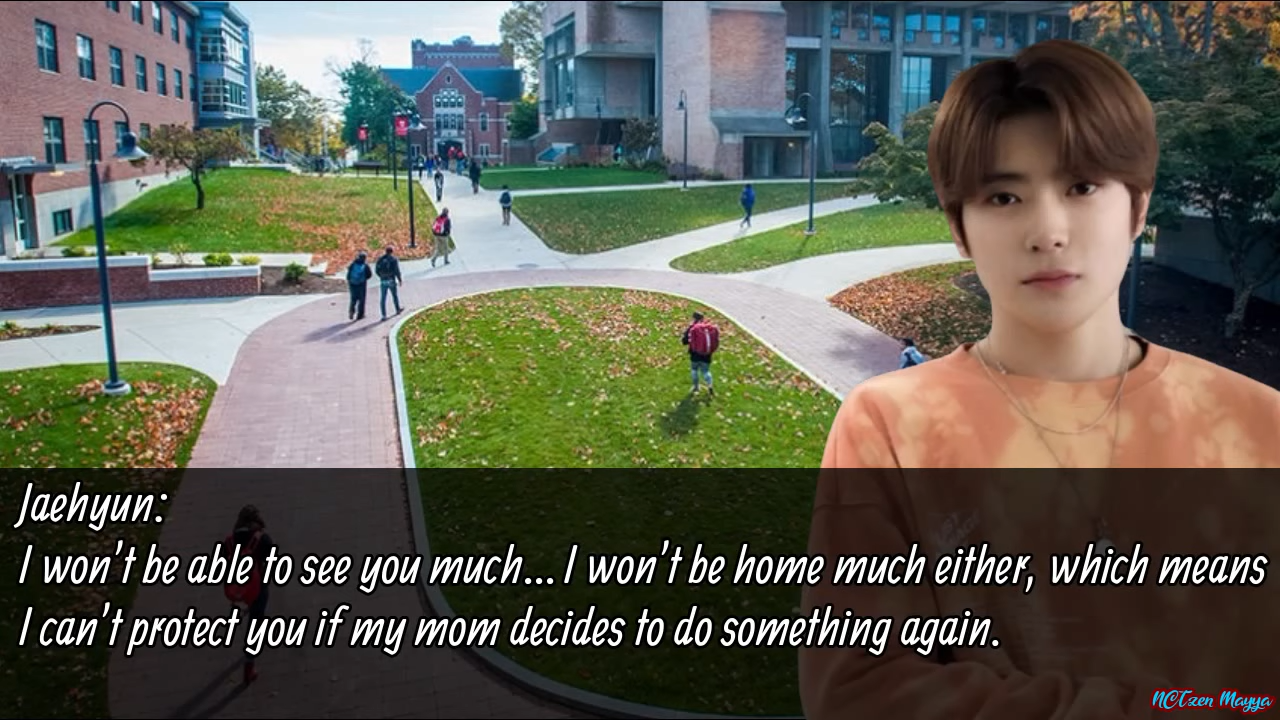 Jaehyun:
I won't be able to see you much... I won't be home much either, which means
I can't protect you if my mom decides to do something again.
NCTzen Mayya